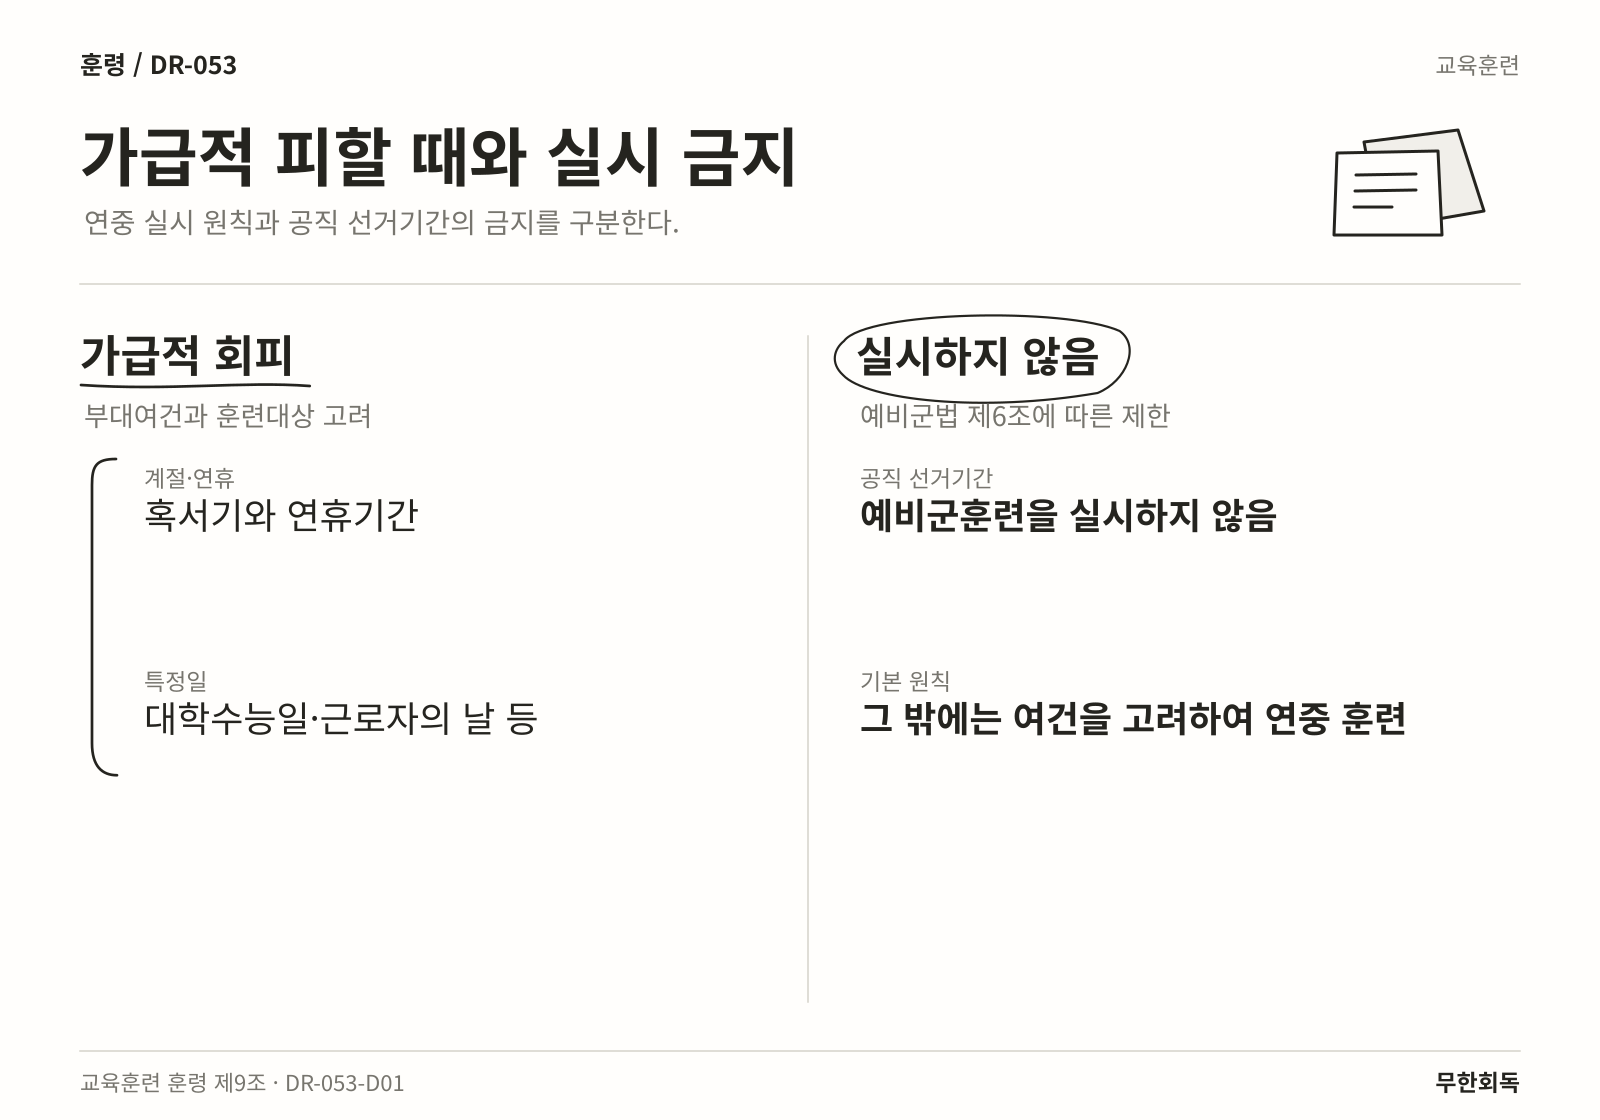 훈령 / DR-053
교육훈련
가급적 피할 때와 실시 금지
연중 실시 원칙과 공직 선거기간의 금지를 구분한다.
가급적 회피
부대여건과 훈련대상 고려
계절·연휴
혹서기와 연휴기간
특정일
대학수능일·근로자의 날 등
실시하지 않음
예비군법 제6조에 따른 제한
공직 선거기간
예비군훈련을 실시하지 않음
기본 원칙
그 밖에는 여건을 고려하여 연중 훈련
교육훈련 훈령 제9조 · DR-053-D01
무한회독